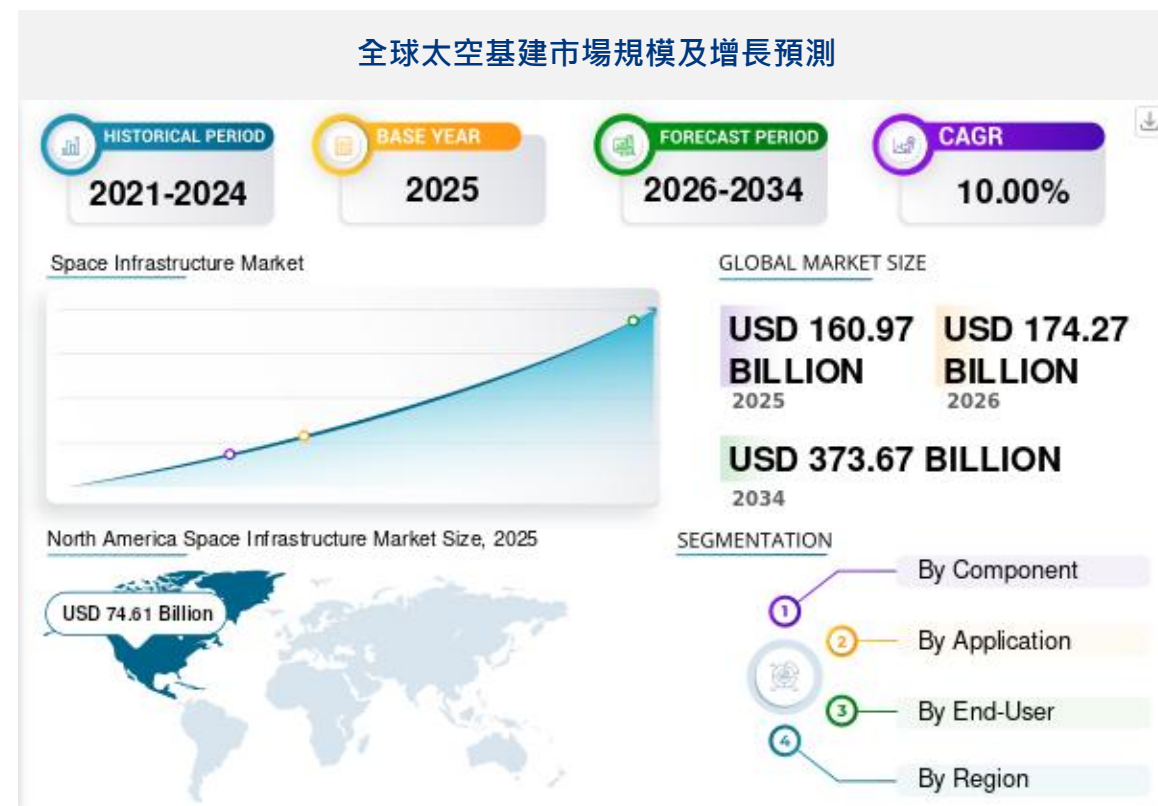 全球太空基建市場規模及增長預測
HISTORICAL PERIOD
2021-2024
BASE YEAR
2025
FORECAST PERIOD
2026-2034
CAGR
10.00%
Space Infrastructure Market
GLOBAL MARKET SIZE
USD 160.97
BILLION
2025
USD 174.27
BILLION
2026
USD 373.67 BILLION
2034
North America Space Infrastructure Market Size, 2025
USD 74.61 Billion
SEGMENTATION
1
By Component
2
By Application
3
By End-User
4
By Region